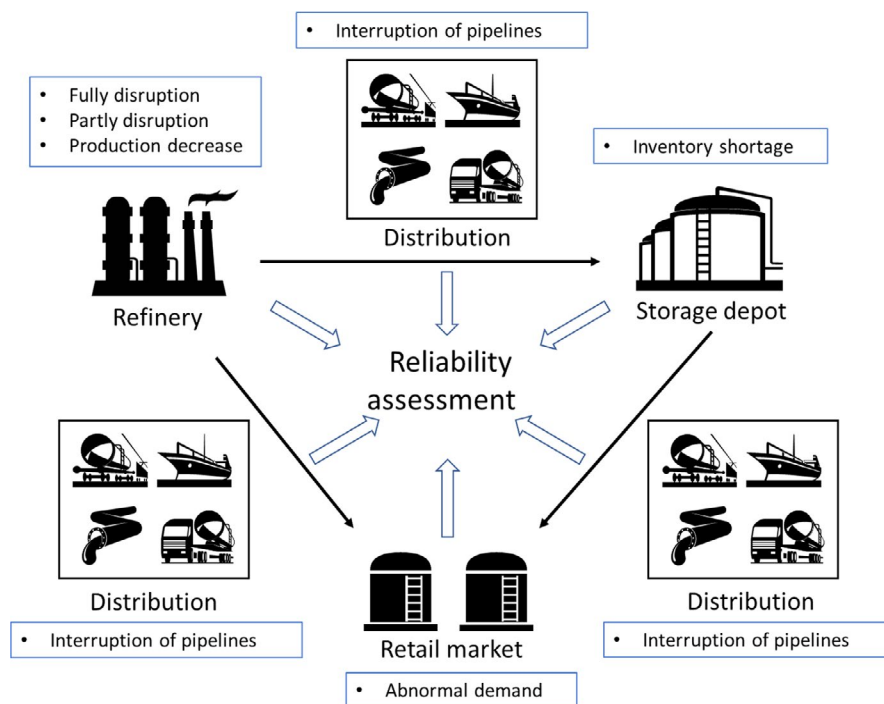 • Interruption of pipelines
• Fully disruption
• Partly disruption
• Production decrease
• Inventory shortage
Distribution
Refinery
Storage depot
Reliability
assessment
Distribution
• Interruption of pipelines
Retail market
• Abnormal demand
Distribution
• Interruption of pipelines